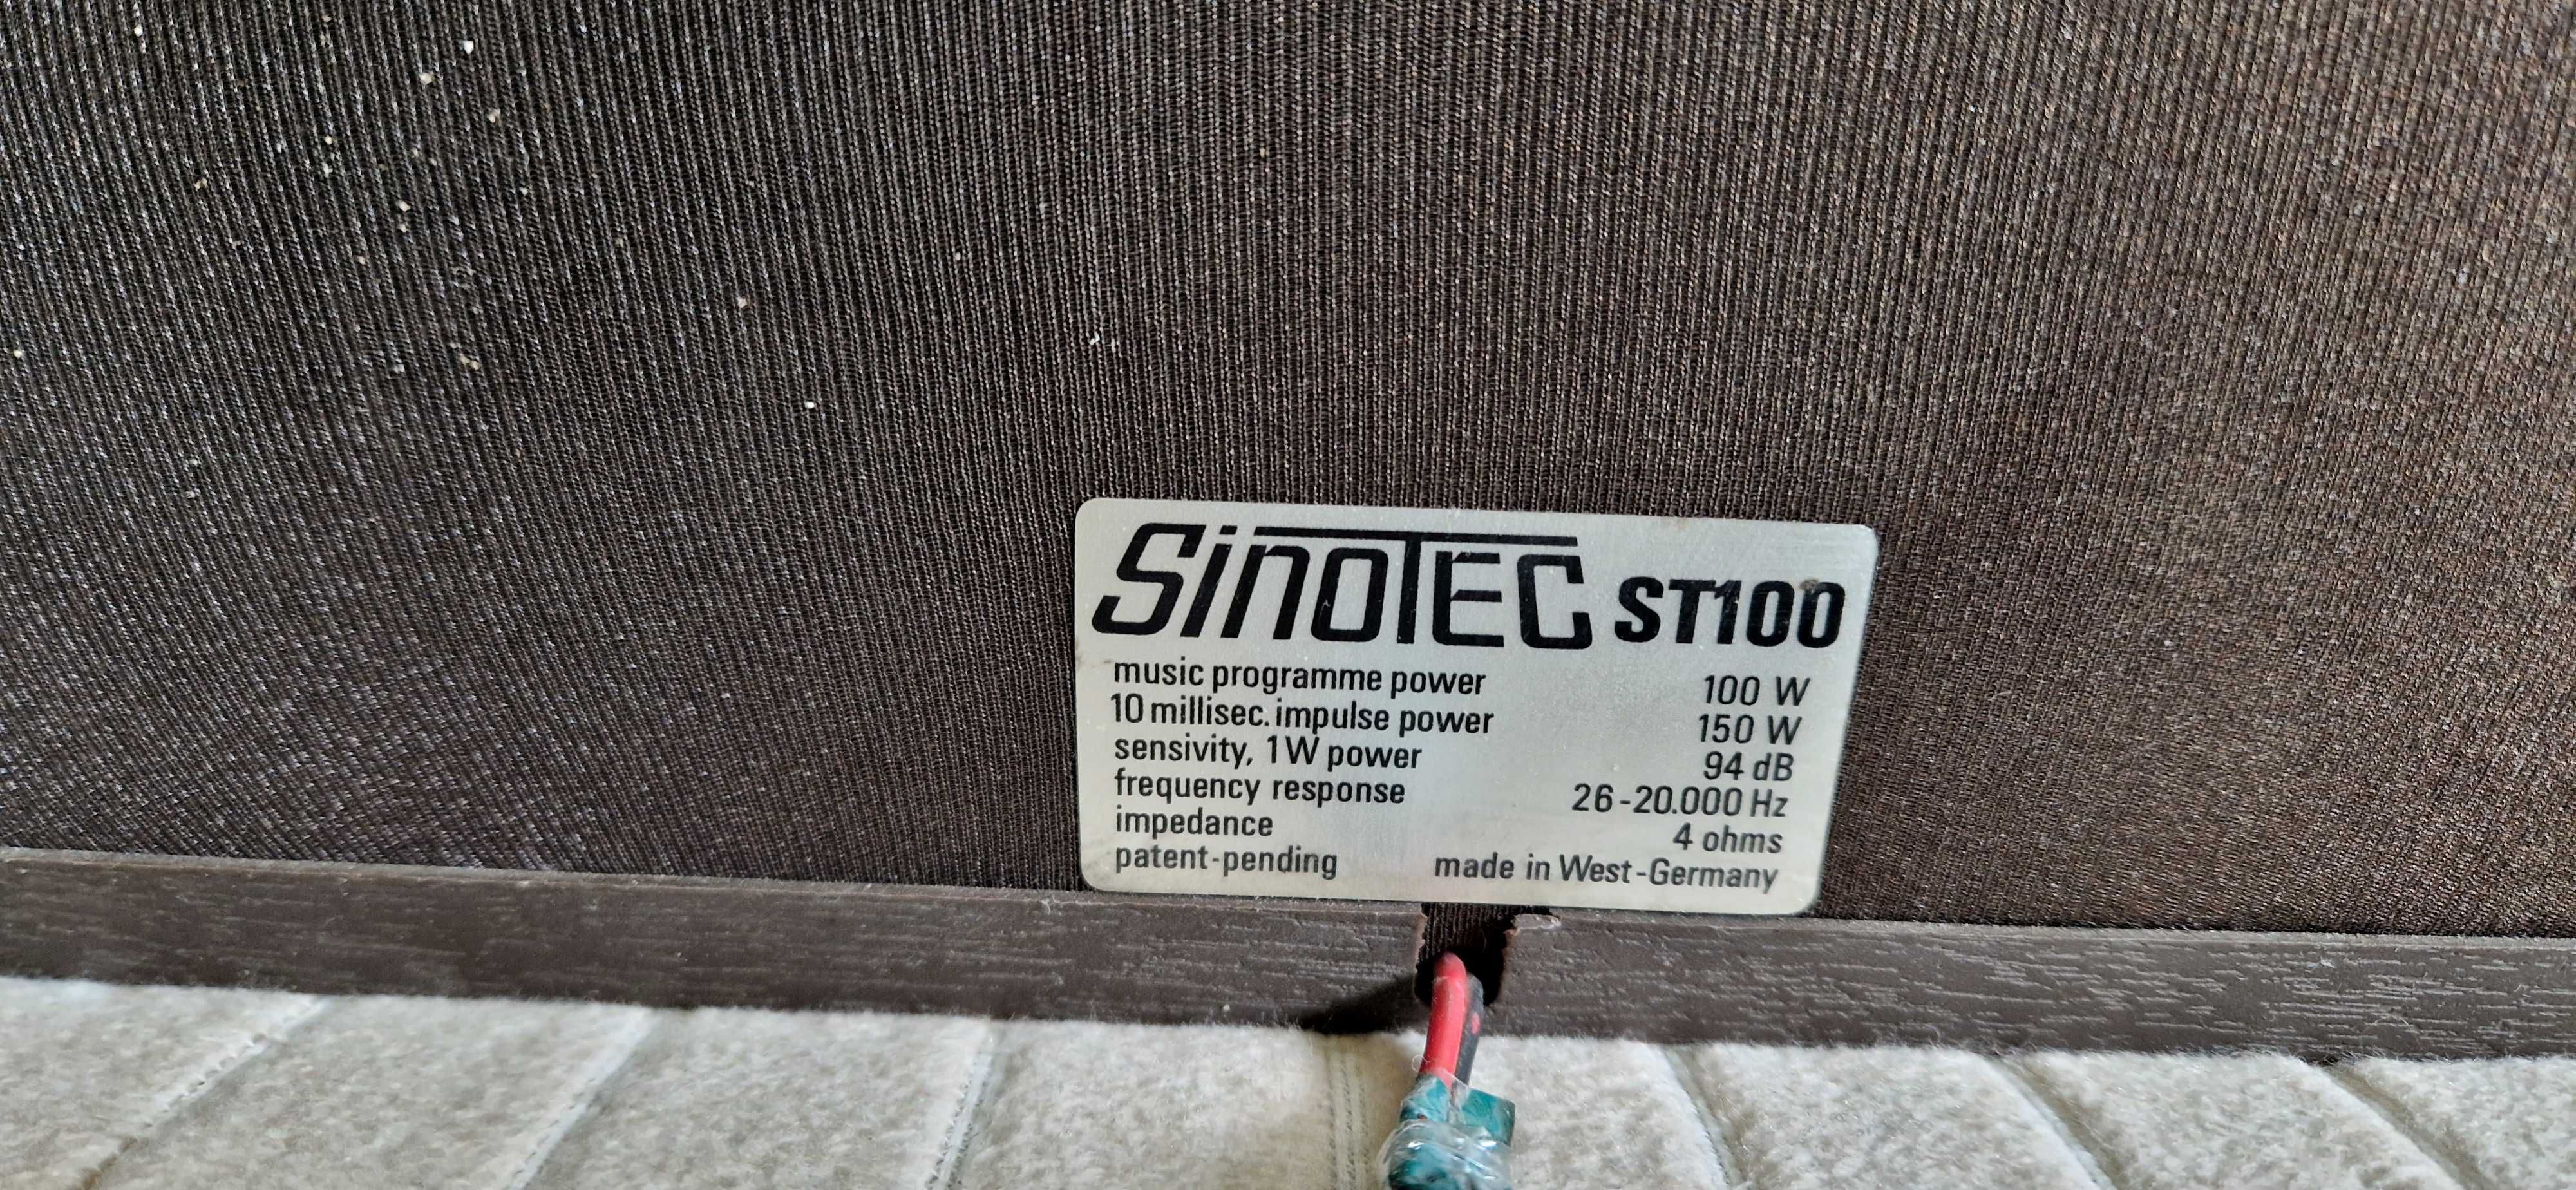 SinoTEC ST100
music programme power 100 W
10 millisec. impulse power 150 W
sensivity, 1W power 94 dB
frequency response 26-20.000 Hz
impedance 4 ohms
patent-pending made in West-Germany